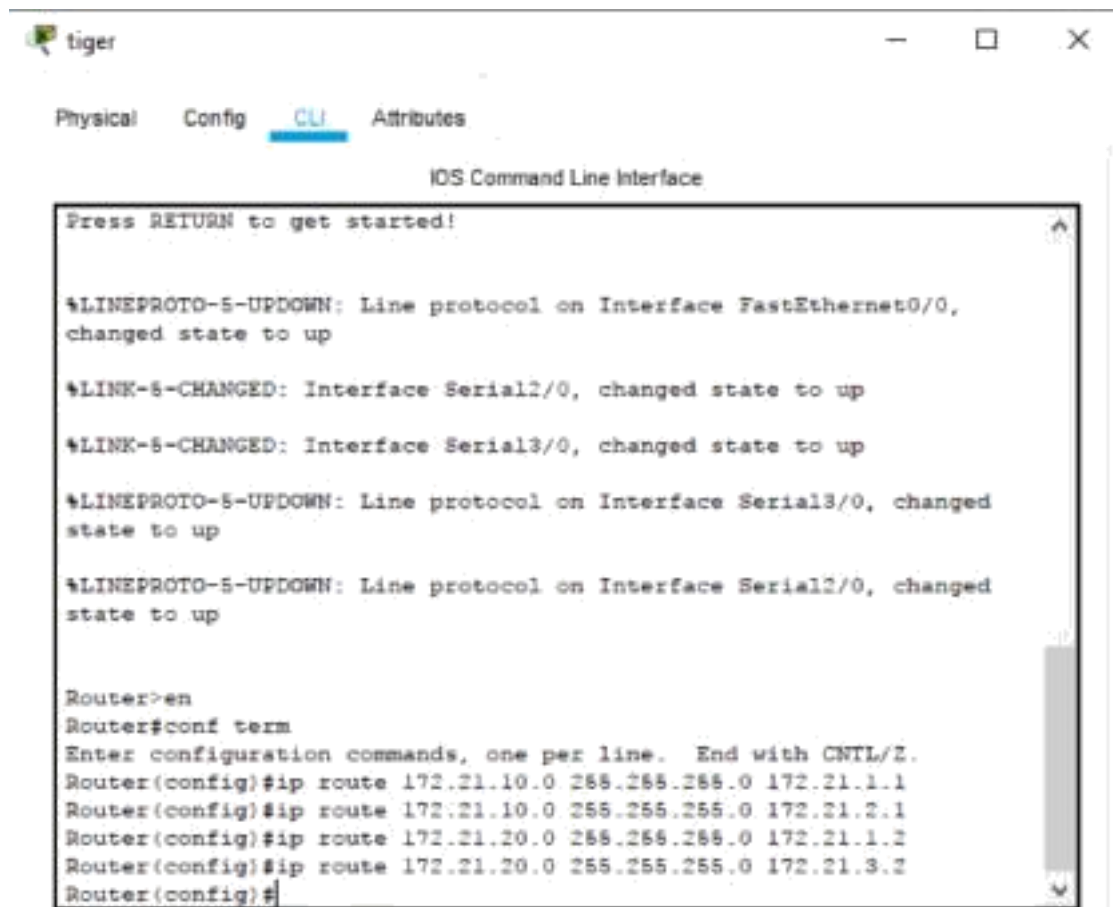 tiger
Physical Config CLI Attributes
IOS Command Line Interface
Press RETURN to get started!
%LINEPROTO-5-UPDOWN: Line protocol on Interface FastEthernet0/0,
changed state to up
%LINK-5-CHANGED: Interface Serial2/0, changed state to up
%LINK-5-CHANGED: Interface Serial3/0, changed state to up
%LINEPROTO-5-UPDOWN: Line protocol on Interface Serial3/0, changed
state to up
%LINEPROTO-5-UPDOWN: Line protocol on Interface Serial2/0, changed
state to up
Router>en
Router#conf term
Enter configuration commands, one per line.  End with CNTL/Z.
Router(config)#ip route 172.21.10.0 255.255.255.0 172.21.1.1
Router(config)#ip route 172.21.10.0 255.255.255.0 172.21.2.1
Router(config)#ip route 172.21.20.0 255.255.255.0 172.21.1.2
Router(config)#ip route 172.21.20.0 255.255.255.0 172.21.3.2
Router(config)#